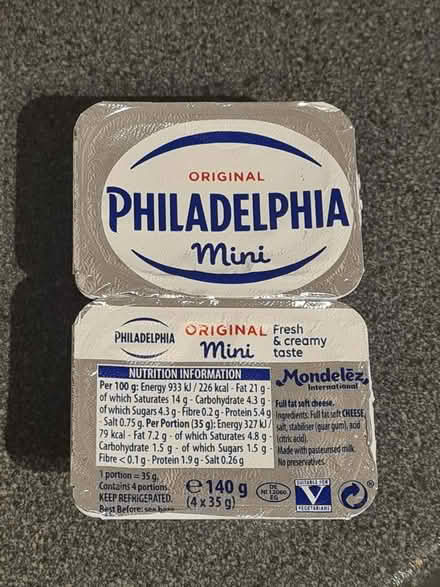 ORIGINAL
PHILADELPHIA
Mini
PHILADELPHIA
ORIGINAL
Mini
Fresh
& creamy
taste
NUTRITION INFORMATION
Per 100 g: Energy 933 kJ / 226 kcal - Fat 21 g -
of which Saturates 14 g - Carbohydrate 4.3 g -
of which Sugars 4.3 g - Fibre 0.2 g - Protein 5.4 g
- Salt 0.75 g. Per Portion (35 g): Energy 327 kJ /
79 kcal - Fat 7.2 g - of which Saturates 4.8 g -
Carbohydrate 1.5 g - of which Sugars 1.5 g -
Fibre < 0.1 g - Protein 1.9 g - Salt 0.26 g
1 portion = 35 g.
Contains 4 portions.
KEEP REFRIGERATED.
Best Before: see
Mondelēz
International
Full fat soft cheese.
Ingredients: Full fat soft CHEESE,
salt, stabiliser (guar gum), acid
(citric acid).
Made with pasteurised milk.
No preservatives.
e 140 g
(4 x 35 g)
DE
EG
SUITABLE FOR
V
VEGETARIANS